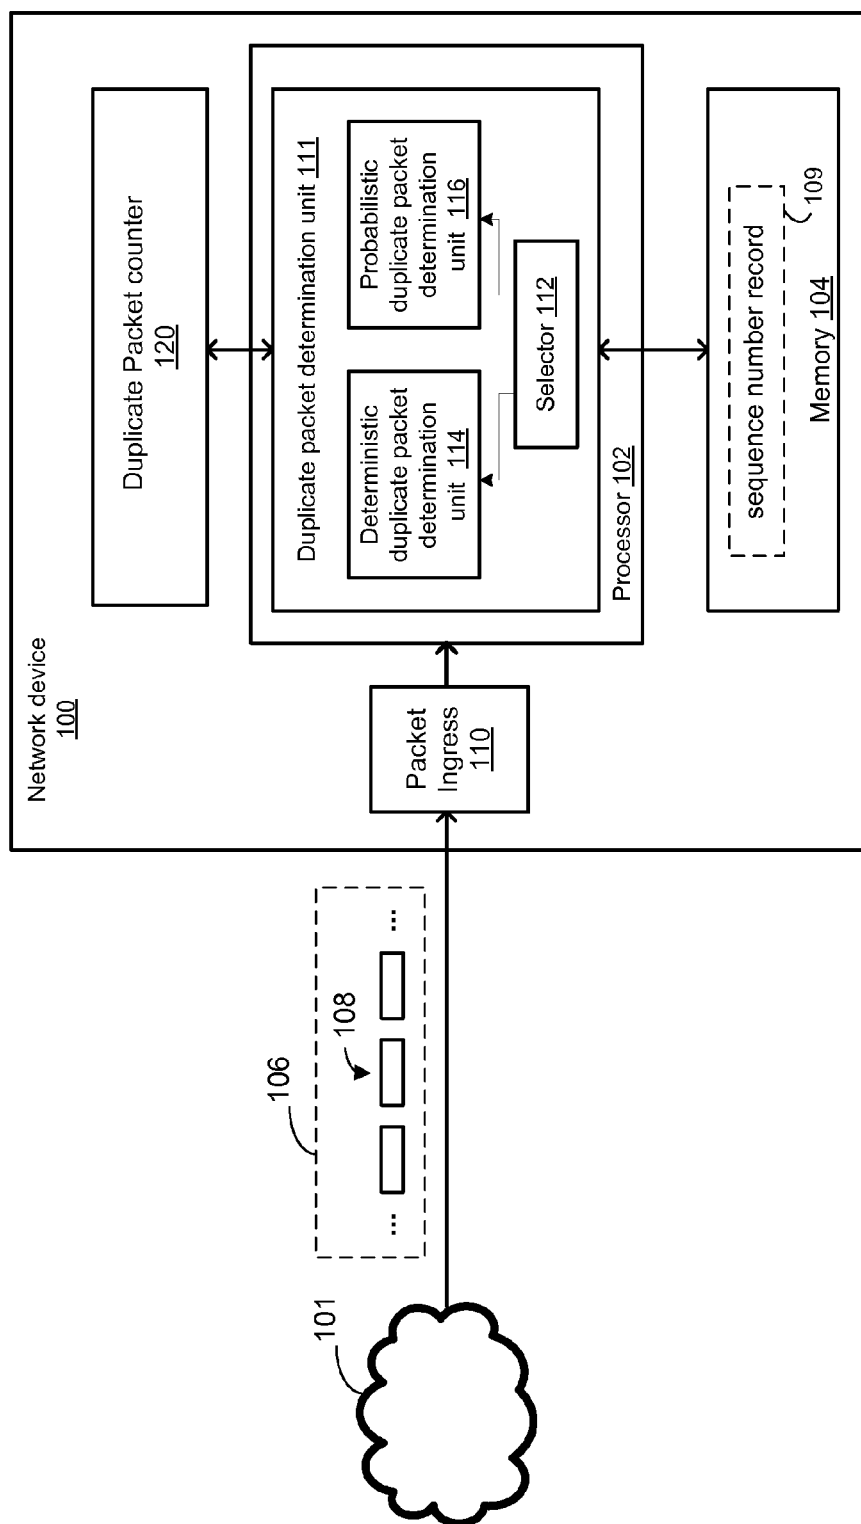 101
106
108
...
...
Network device
100
Packet
Ingress
110
Duplicate Packet counter
120
Duplicate packet determination unit 111
Deterministic
duplicate packet
determination
unit 114
Probabilistic
duplicate packet
determination
unit 116
Selector 112
Processor 102
sequence number record
109
Memory 104